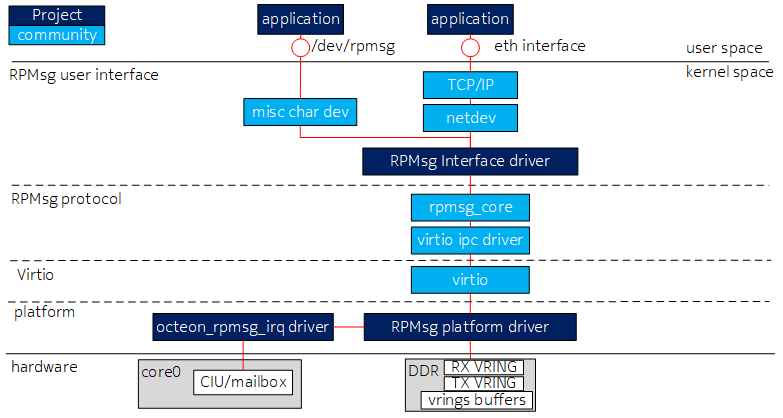 Project
community
application
application
/dev/rpmsg
eth interface
user space
RPMsg user interface
kernel space
TCP/IP
misc char dev
netdev
RPMsg Interface driver
RPMsg protocol
rpmsg_core
virtio ipc driver
Virtio
virtio
platform
octeon_rpmsg_irq driver
RPMsg platform driver
hardware
core0
CIU/mailbox
DDR
RX VRING
TX VRING
vrings buffers